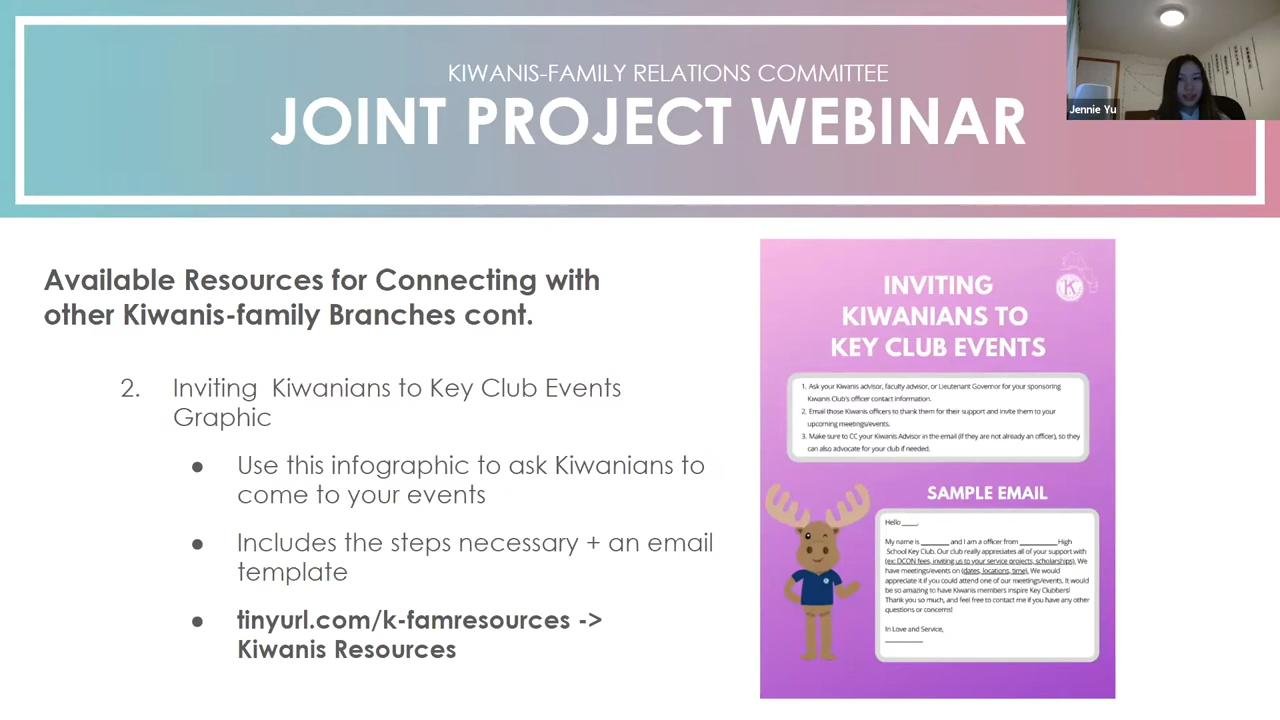 KIWANIS-FAMILY RELATIONS COMMITTEE
JOINT PROJECT WEBINAR
Jennie Yu
Available Resources for Connecting with
other Kiwanis-family Branches cont.
2. Inviting Kiwanians to Key Club Events
Graphic
● Use this infographic to ask Kiwanians to
come to your events
● Includes the steps necessary + an email
template
● tinyurl.com/k-famresources ->
Kiwanis Resources
INVITING
KIWANIANS TO
KEY CLUB EVENTS
K
1. Ask your Kiwanis advisor, faculty advisor, or Lieutenant Governor for your sponsoring
Kiwanis Club's officer contact information.
2. Email those Kiwanis officers to thank them for their support and invite them to your
upcoming meetings/events.
3. Make sure to CC your Kiwanis Advisor in the email (if they are not already an officer), so they
can also advocate for your club if needed.
SAMPLE EMAIL
Hello ____,
My name is ________ and I am a officer from ___________High
School Key Club. Our club really appreciates all of your support with
(ex: DCON fees, inviting us to your service projects, scholarships). We
have meetings/events on (dates, locations, time). We would
appreciate it if you could attend one of our meetings/events. It would
be so amazing to have Kiwanis members inspire Key Clubbers!
Thank you so much, and feel free to contact me if you have any other
questions or concerns!
In Love and Service,
___________